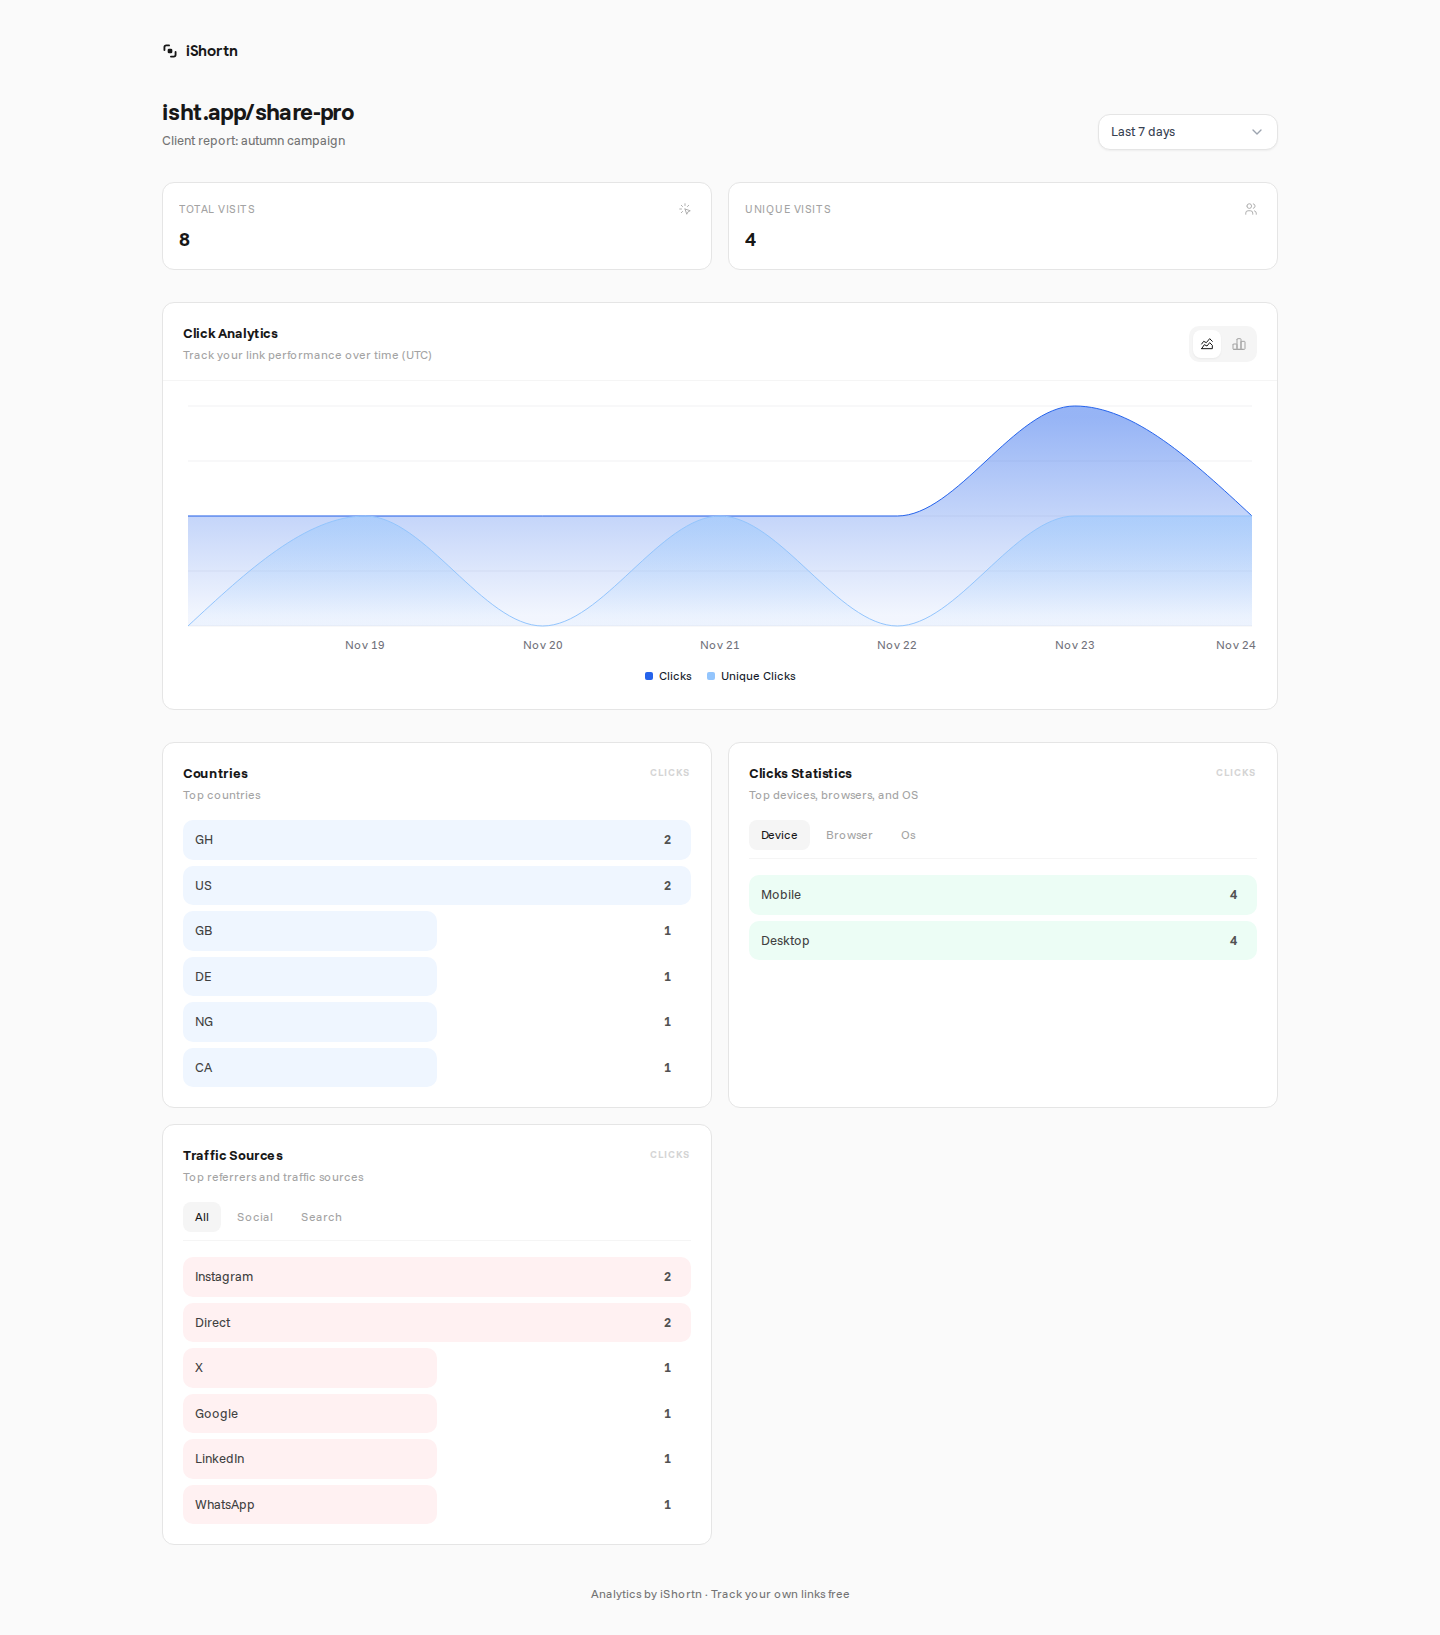 iShortn
isht.app/share-pro
Client report: autumn campaign
Last 7 days
TOTAL VISITS
8
UNIQUE VISITS
4
Click Analytics
Track your link performance over time (UTC)
Nov 19 Nov 20 Nov 21 Nov 22 Nov 23 Nov 24
Clicks Unique Clicks
Countries CLICKS
Top countries
GH 2
US 2
GB 1
DE 1
NG 1
CA 1
Clicks Statistics CLICKS
Top devices, browsers, and OS
Device Browser Os
Mobile 4
Desktop 4
Traffic Sources CLICKS
Top referrers and traffic sources
All Social Search
Instagram 2
Direct 2
X 1
Google 1
LinkedIn 1
WhatsApp 1
Analytics by iShortn · Track your own links free